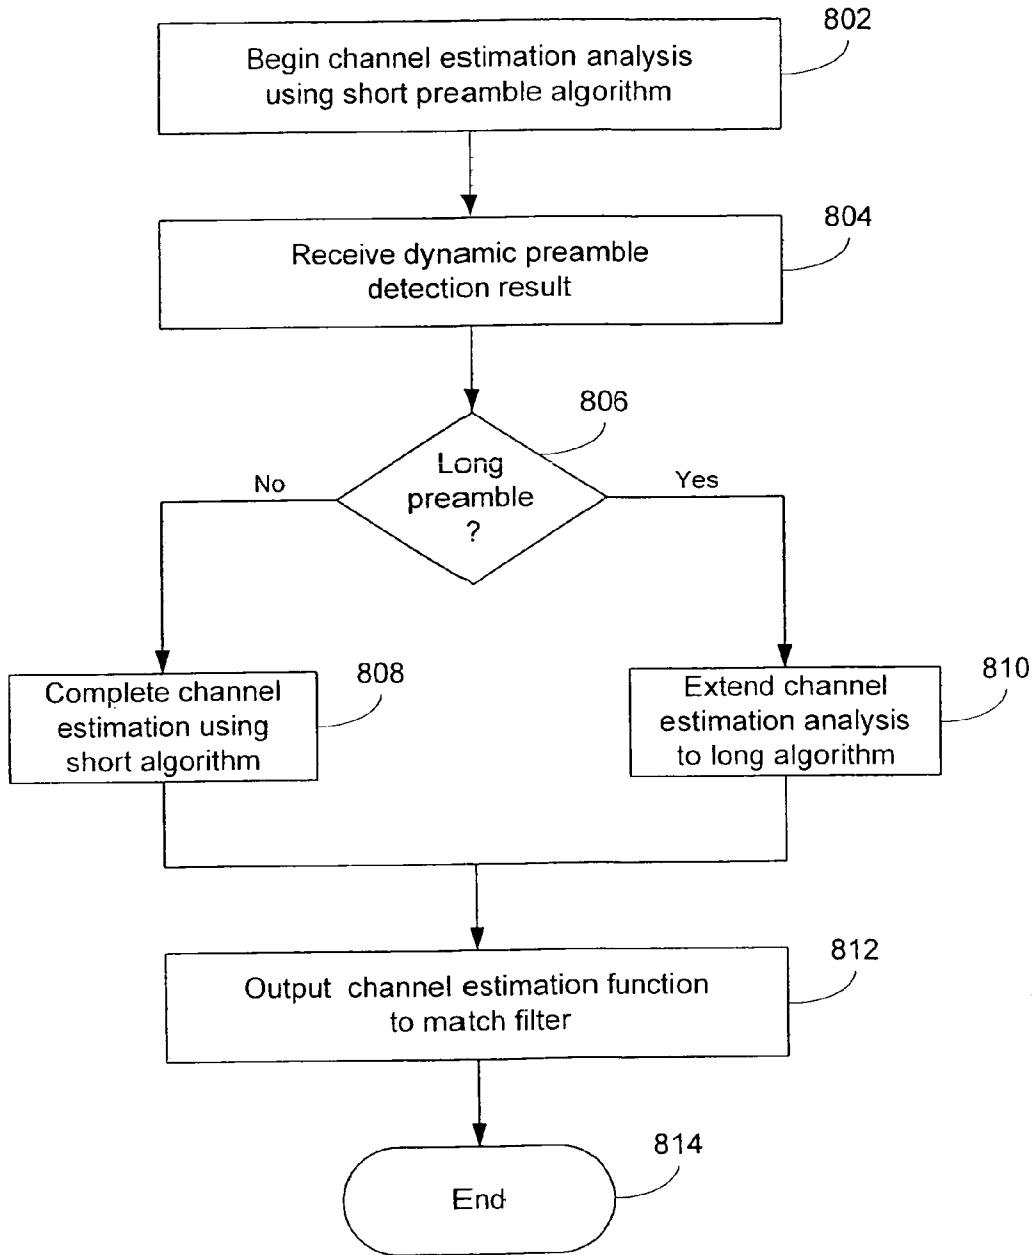 802
Begin channel estimation analysis
using short preamble algorithm
804
Receive dynamic preamble
detection result
806
Long
preamble
?
No
Yes
808
Complete channel
estimation using
short algorithm
810
Extend channel
estimation analysis
to long algorithm
812
Output channel estimation function
to match filter
814
End